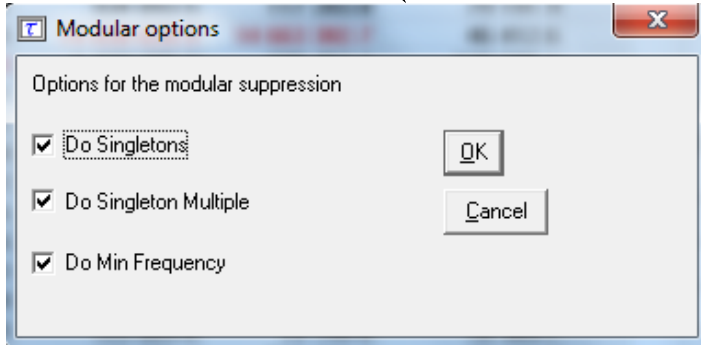 τ Modular options
Options for the modular suppression
Do Singletons
OK
Do Singleton Multiple
Cancel
Do Min Frequency